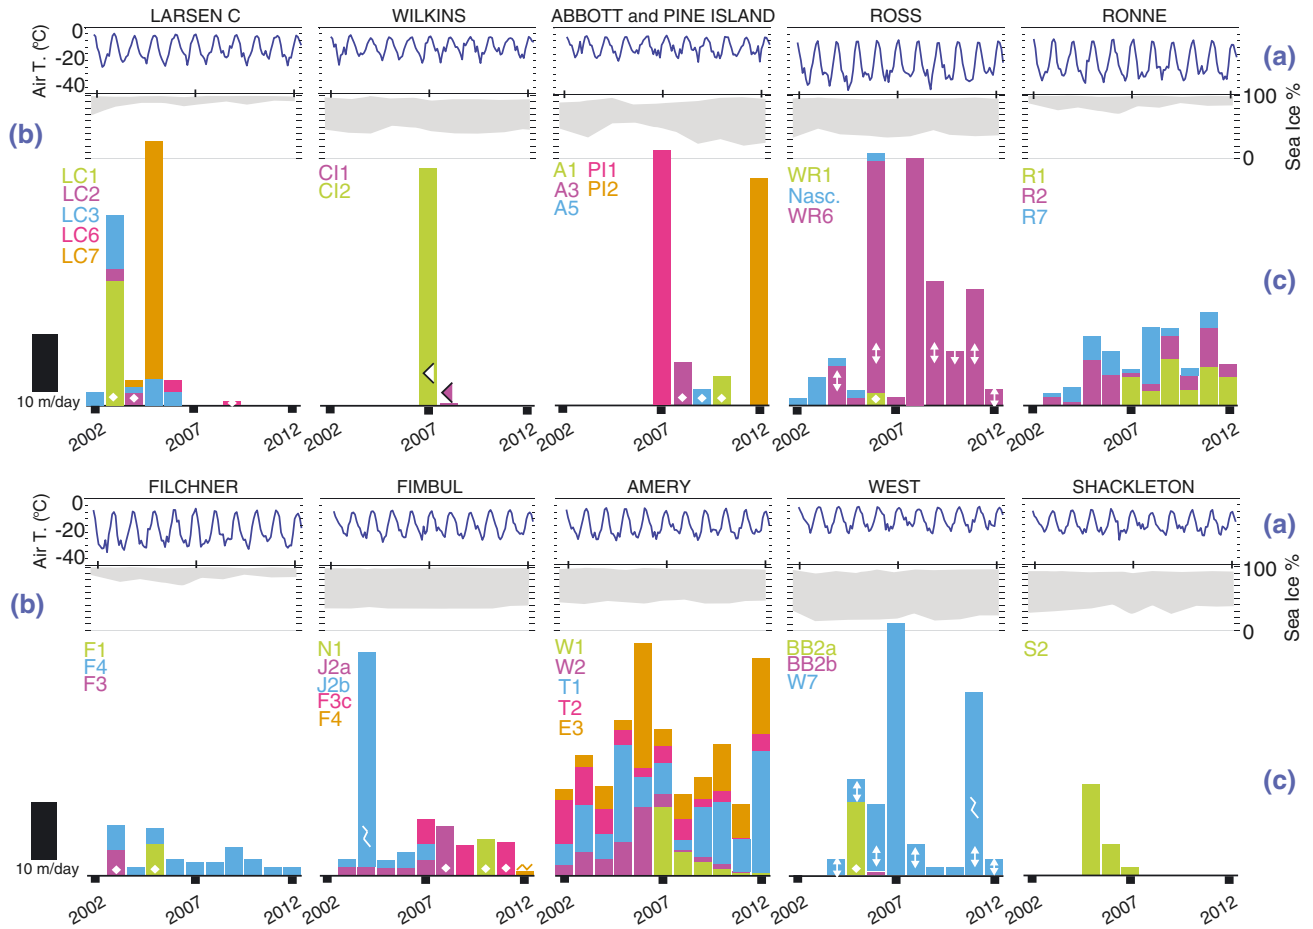 LARSEN C WILKINS ABBOTT and PINE ISLAND ROSS RONNE
Air T. (°C) 0 -20 -40 (a)
(b) 100 0 Sea Ice %
LC1 CI1 A1 PI1 WR1 R1
LC2 CI2 A3 PI2 Nasc. R2
LC3 A5 WR6 R7
LC6
LC7
(c)
10 m/day
2002 2007 2012 2002 2007 2012 2002 2007 2012 2002 2007 2012 2002 2007 2012
FILCHNER FIMBUL AMERY WEST SHACKLETON
Air T. (°C) 0 -20 -40 (a)
(b) 100 0 Sea Ice %
F1 N1 W1 BB2a S2
F4 J2a W2 BB2b
F3 J2b T1 W7
F3c T2
F4 E3
(c)
10 m/day
2002 2007 2012 2002 2007 2012 2002 2007 2012 2002 2007 2012 2002 2007 2012